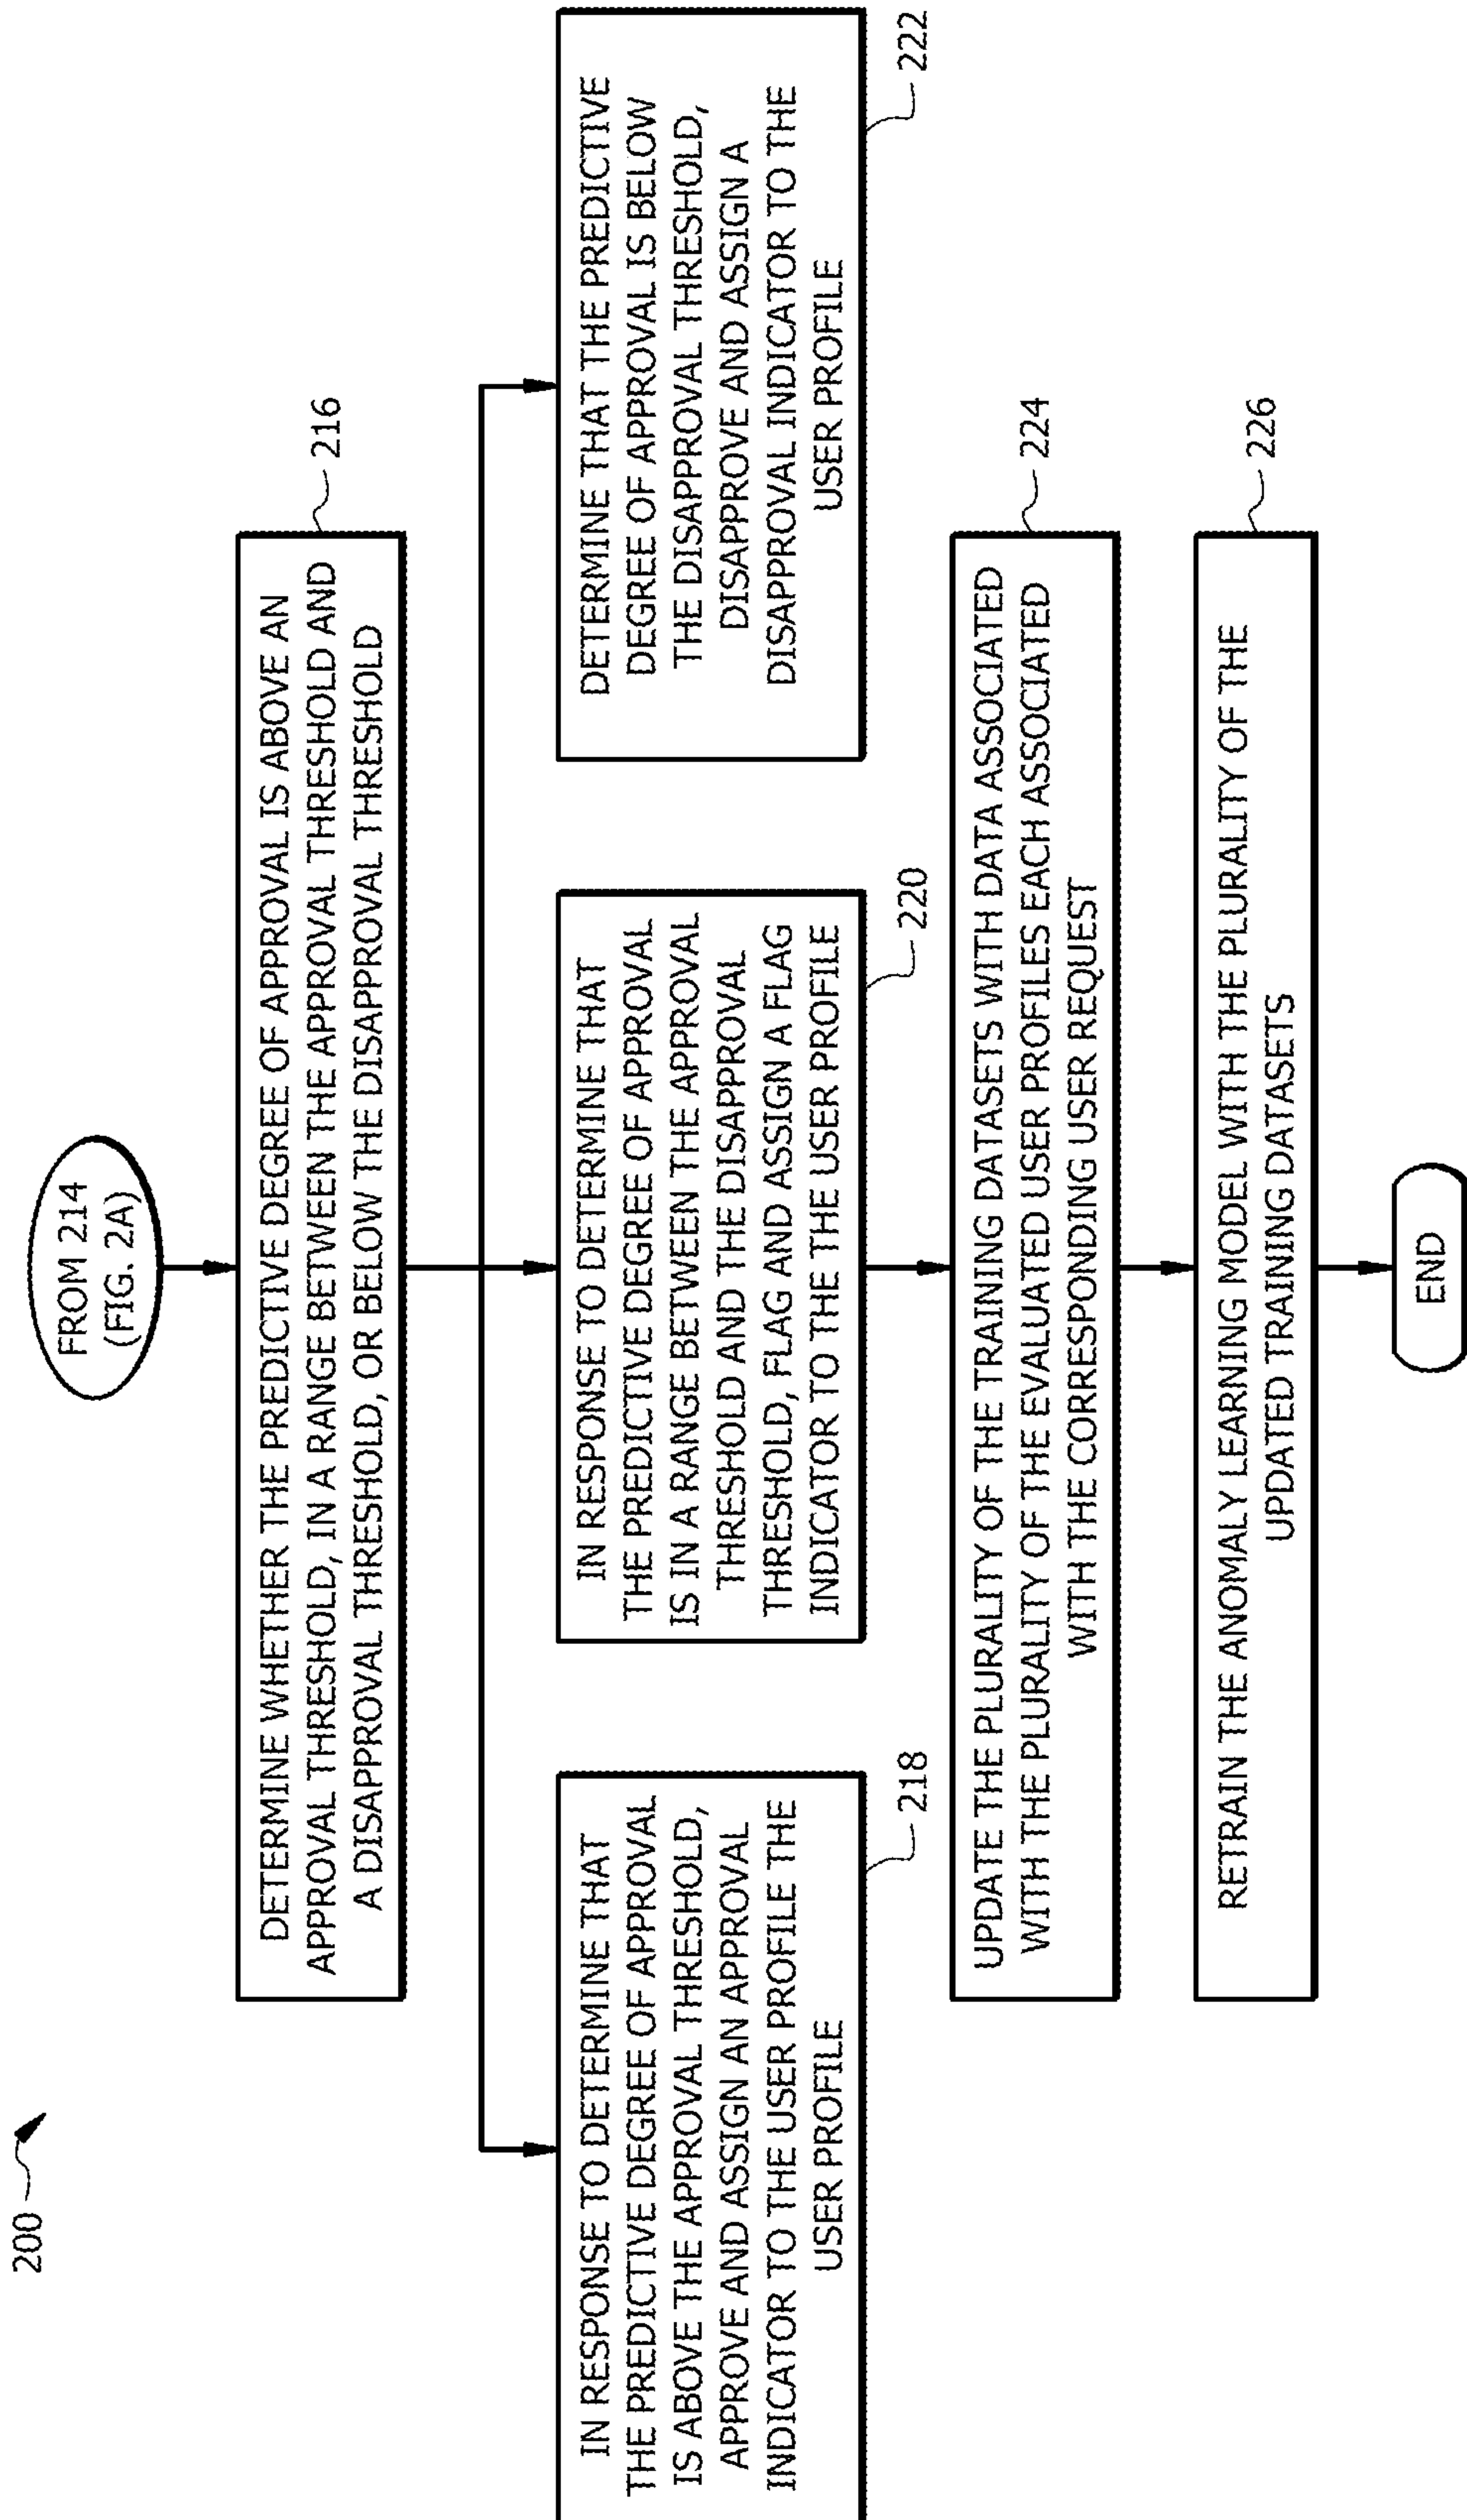 200
FROM 214
(FIG. 2A)
DETERMINE WHETHER THE PREDICTIVE DEGREE OF APPROVAL IS ABOVE AN
APPROVAL THRESHOLD, IN A RANGE BETWEEN THE APPROVAL THRESHOLD AND
A DISAPPROVAL THRESHOLD, OR BELOW THE DISAPPROVAL THRESHOLD
216
IN RESPONSE TO DETERMINE THAT
THE PREDICTIVE DEGREE OF APPROVAL
IS ABOVE THE APPROVAL THRESHOLD,
APPROVE AND ASSIGN AN APPROVAL
INDICATOR TO THE USER PROFILE THE
USER PROFILE
218
IN RESPONSE TO DETERMINE THAT
THE PREDICTIVE DEGREE OF APPROVAL
IS IN A RANGE BETWEEN THE APPROVAL
THRESHOLD AND THE DISAPPROVAL
THRESHOLD, FLAG AND ASSIGN A FLAG
INDICATOR TO THE THE USER PROFILE
220
DETERMINE THAT THE PREDICTIVE
DEGREE OF APPROVAL IS BELOW
THE DISAPPROVAL THRESHOLD,
DISAPPROVE AND ASSIGN A
DISAPPROVAL INDICATOR TO THE
USER PROFILE
222
UPDATE THE PLURALITY OF THE TRAINING DATASETS WITH DATA ASSOCIATED
WITH THE PLURALITY OF THE EVALUATED USER PROFILES EACH ASSOCIATED
WITH THE CORRESPONDING USER REQUEST
224
RETRAIN THE ANOMALY LEARNING MODEL WITH THE PLURALITY OF THE
UPDATED TRAINING DATASETS
226
END